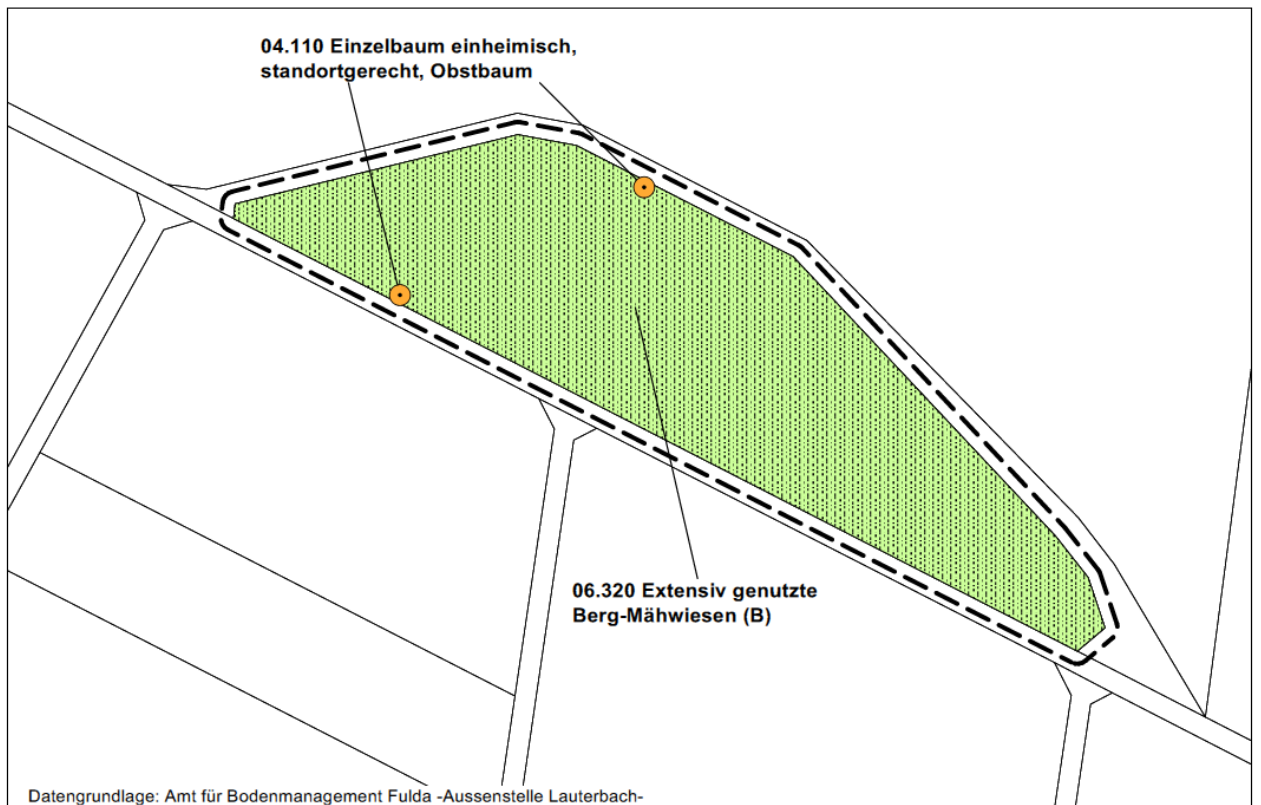 04.110 Einzelbaum einheimisch,
standortgerecht, Obstbaum
06.320 Extensiv genutzte
Berg-Mähwiesen (B)
Datengrundlage: Amt für Bodenmanagement Fulda -Aussenstelle Lauterbach-